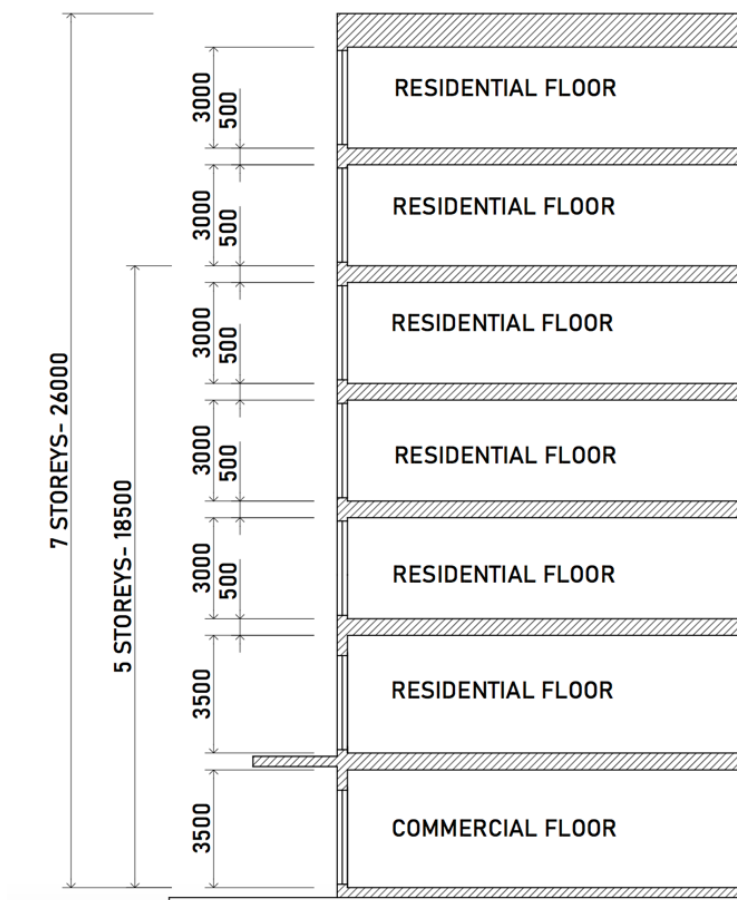 RESIDENTIAL FLOOR
3000
500
RESIDENTIAL FLOOR
3000
500
RESIDENTIAL FLOOR
3000
500
7 STOREYS- 26000
RESIDENTIAL FLOOR
3000
500
5 STOREYS- 18500
RESIDENTIAL FLOOR
3000
500
RESIDENTIAL FLOOR
3500
COMMERCIAL FLOOR
3500